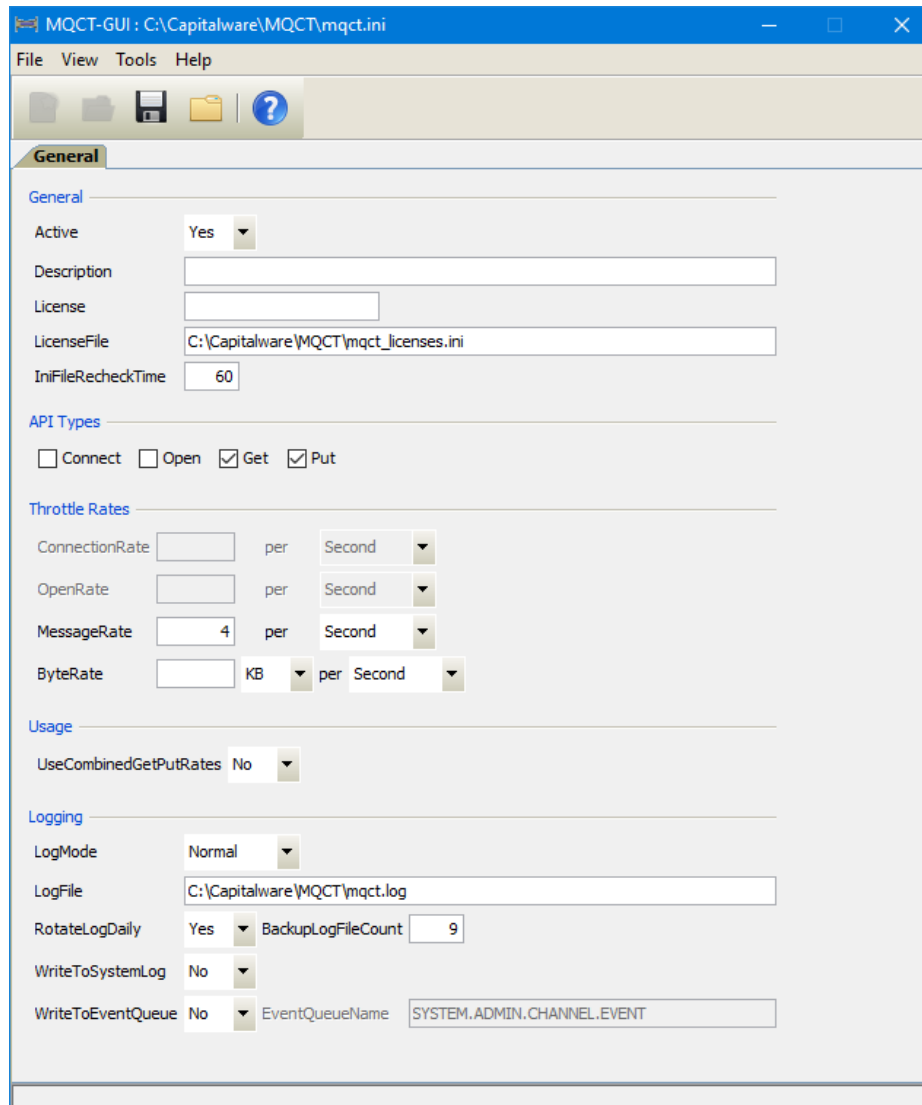 MQCT-GUI : C:\Capitalware\MQCT\mqct.ini
File View Tools Help
General
General
Active Yes
Description
License
LicenseFile C:\Capitalware\MQCT\mqct_licenses.ini
IniFileRecheckTime 60
API Types
Connect Open Get Put
Throttle Rates
ConnectionRate per Second
OpenRate per Second
MessageRate 4 per Second
ByteRate KB per Second
Usage
UseCombinedGetPutRates No
Logging
LogMode Normal
LogFile C:\Capitalware\MQCT\mqct.log
RotateLogDaily Yes BackupLogFileCount 9
WriteToSystemLog No
WriteToEventQueue No EventQueueName SYSTEM.ADMIN.CHANNEL.EVENT